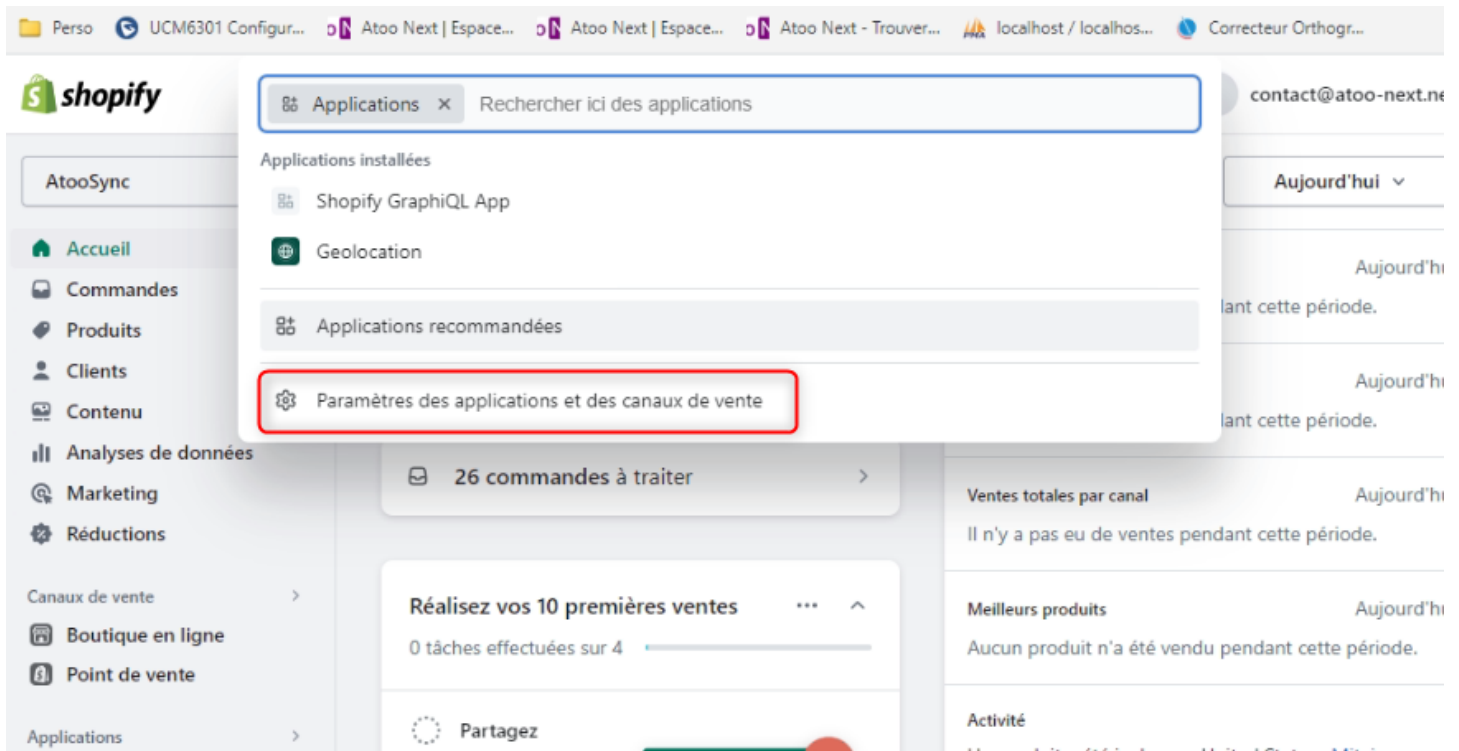 Perso
UCM6301 Configur...
Atoo Next | Espace...
Atoo Next | Espace...
Atoo Next - Trouver...
localhost / localhos...
Correcteur Orthogr...
shopify
Applications ×
Rechercher ici des applications
contact@atoo-next.ne
AtooSync
Applications installées
Shopify GraphiQL App
Geolocation
Applications recommandées
Paramètres des applications et des canaux de vente
Aujourd'hui
Accueil
Commandes
Produits
Clients
Contenu
Analyses de données
Marketing
Réductions
Canaux de vente
Boutique en ligne
Point de vente
Applications
26 commandes à traiter
Réalisez vos 10 premières ventes
0 tâches effectuées sur 4
Partagez
cette période.
cette période.
Ventes totales par canal
Il n'y a pas eu de ventes pendant cette période.
Meilleurs produits
Aucun produit n'a été vendu pendant cette période.
Activité